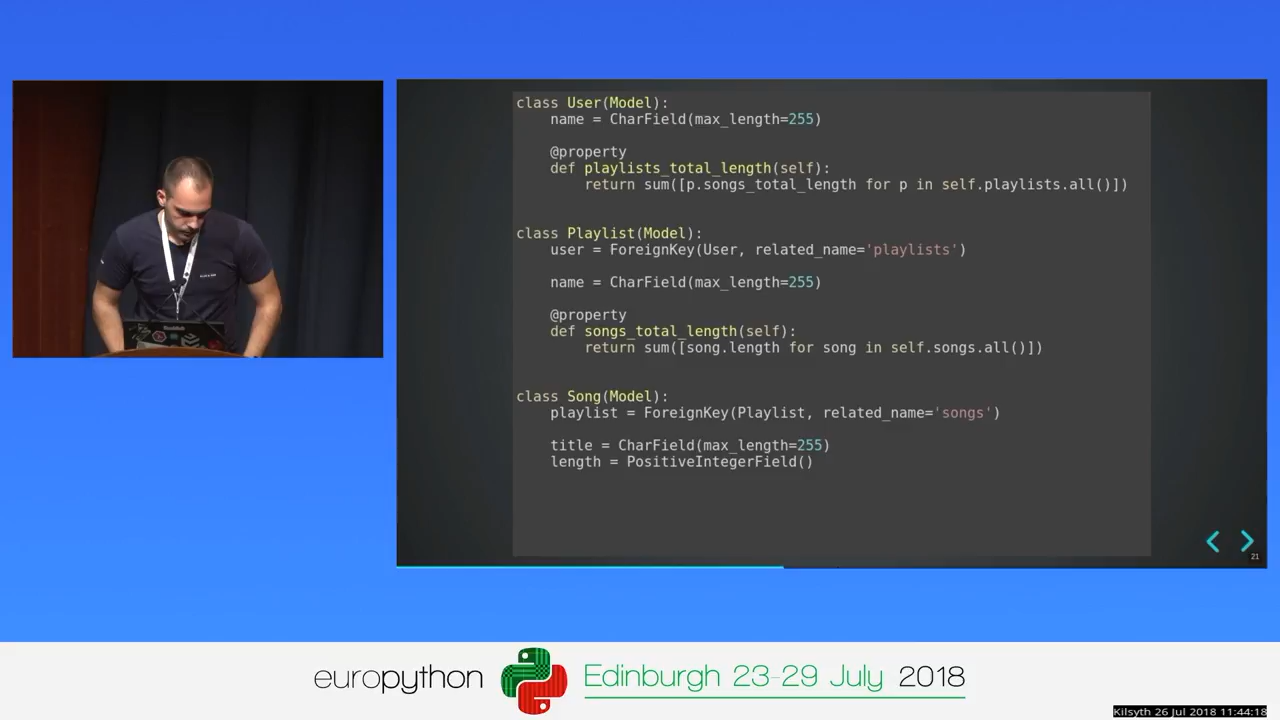 class User(Model):
    name = CharField(max_length=255)
    @property
    def playlists_total_length(self):
        return sum([p.songs_total_length for p in self.playlists.all()])
class Playlist(Model):
    user = ForeignKey(User, related_name='playlists')
    name = CharField(max_length=255)
    @property
    def songs_total_length(self):
        return sum([song.length for song in self.songs.all()])
class Song(Model):
    playlist = ForeignKey(Playlist, related_name='songs')
    title = CharField(max_length=255)
    length = PositiveIntegerField()
21
europython Edinburgh 23-29 July 2018
Kilsyth 26 Jul 2018 11:44:18